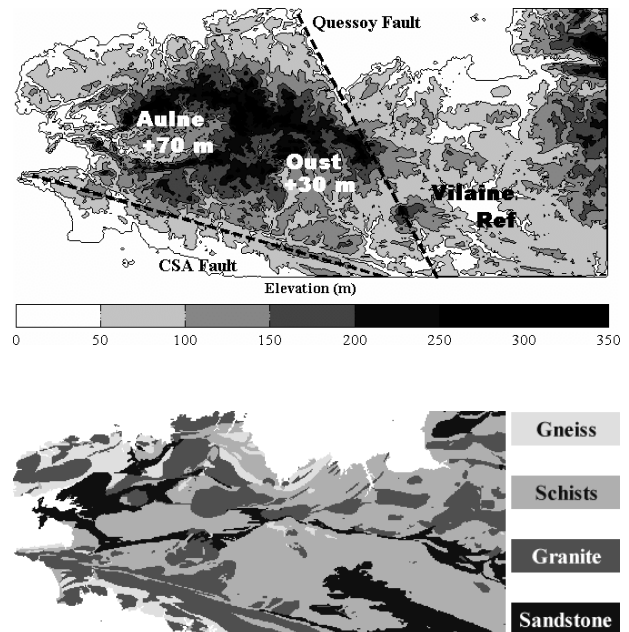 Quessoy Fault
Aulne
+70 m
Oust
+30 m
Vilaine
Ref
CSA Fault
Elevation (m)
0 50 100 150 200 250 300 350
Gneiss
Schists
Granite
Sandstone